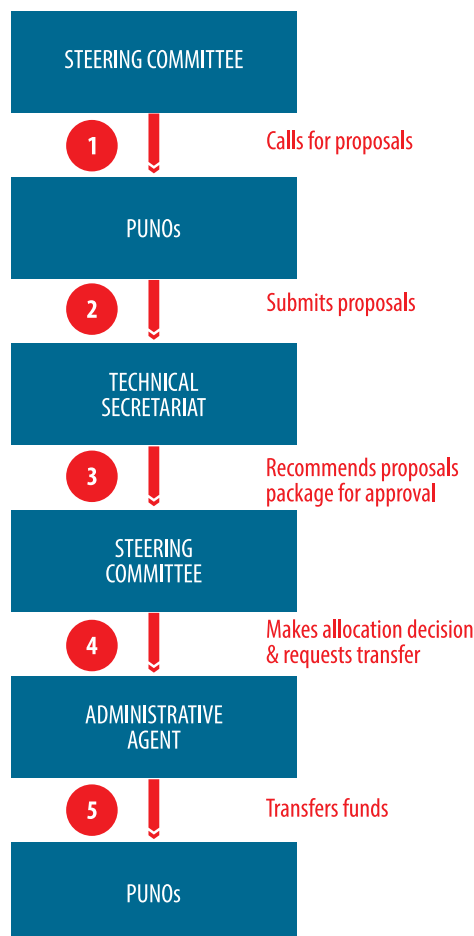 STEERING COMMITTEE
1
Calls for proposals
PUNOs
2
Submits proposals
TECHNICAL
SECRETARIAT
3
Recommends proposals
package for approval
STEERING
COMMITTEE
4
Makes allocation decision
& requests transfer
ADMINISTRATIVE
AGENT
5
Transfers funds
PUNOs